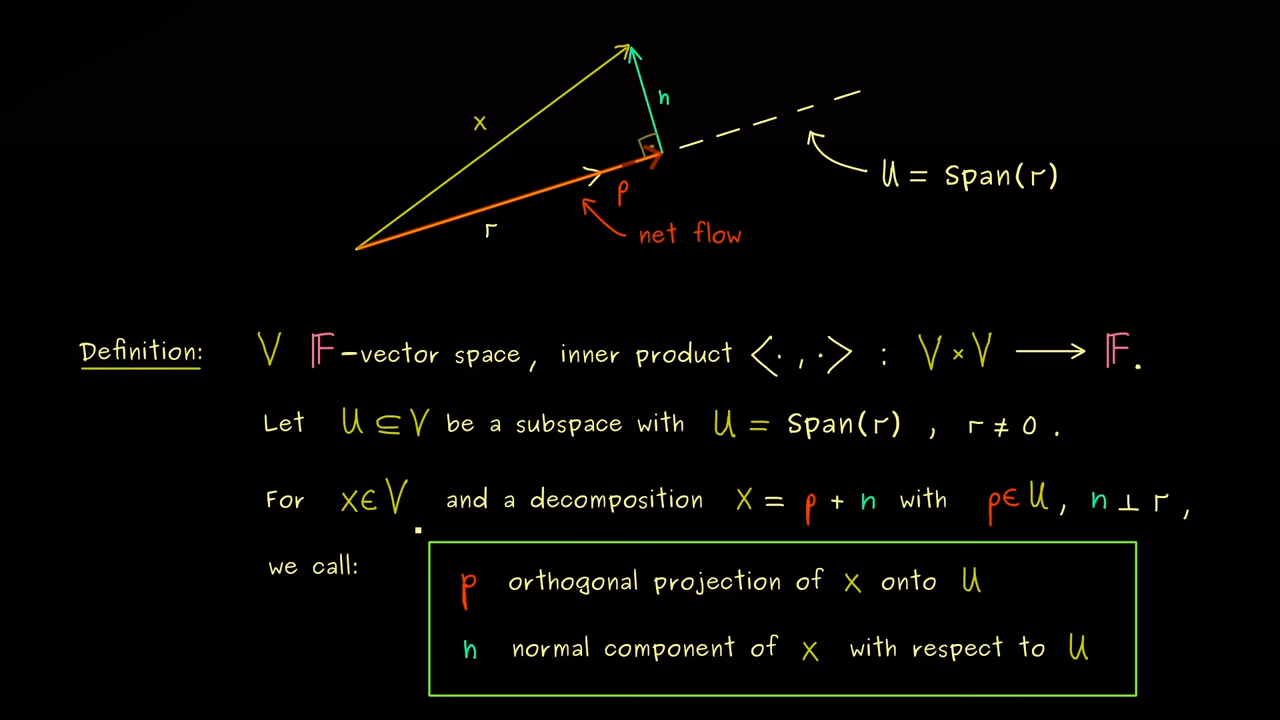 x
n
U = Span(r)
p
r
net flow
Definition: V 𝔽-vector space, inner product <·,·> : V×V ⟶ 𝔽.
Let U ⊆ V be a subspace with U = Span(r) , r ≠ 0 .
For x ∈ V, and a decomposition x = p + n with p ∈ U, n ⊥ r ,
we call:
p orthogonal projection of x onto U
n normal component of x with respect to U